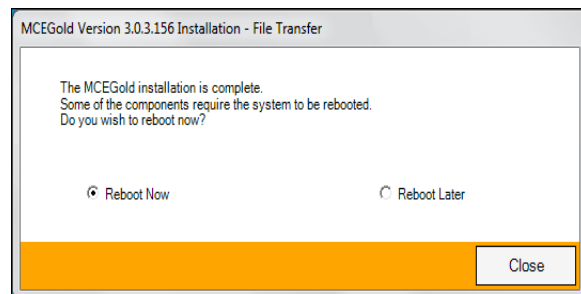 MCEGold Version 3.0.3.156 Installation - File Transfer
The MCEGold installation is complete.
Some of the components require the system to be rebooted.
Do you wish to reboot now?
Reboot Now
Reboot Later
Close